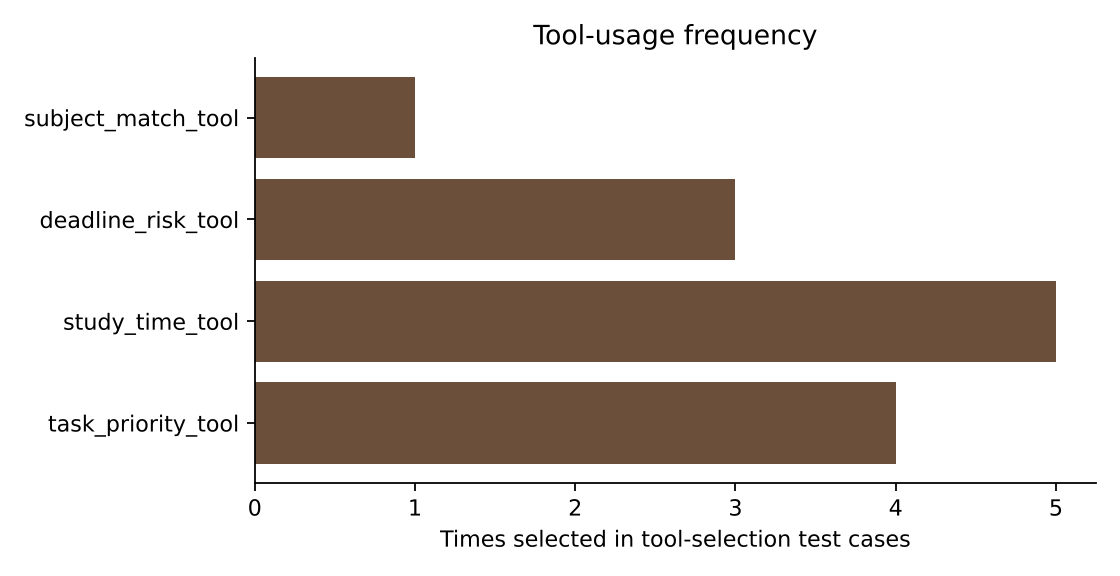 Tool-usage frequency
subject_match_tool
deadline_risk_tool
study_time_tool
task_priority_tool
0 1 2 3 4 5
Times selected in tool-selection test cases